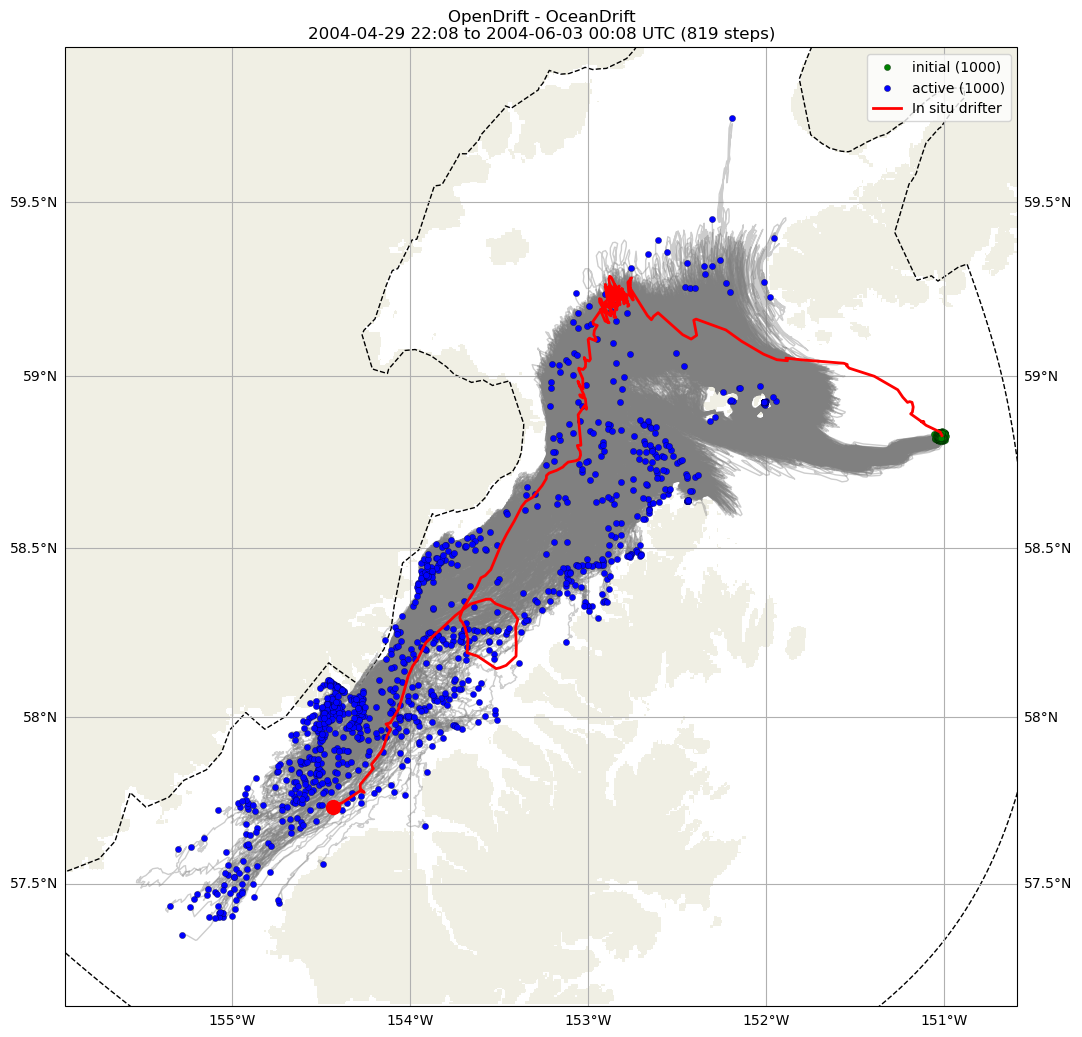 OpenDrift - OceanDrift
2004-04-29 22:08 to 2004-06-03 00:08 UTC (819 steps)
initial (1000)
active (1000)
In situ drifter
59.5°N
59.5°N
59°N
59°N
58.5°N
58.5°N
58°N
58°N
57.5°N
57.5°N
155°W
154°W
153°W
152°W
151°W